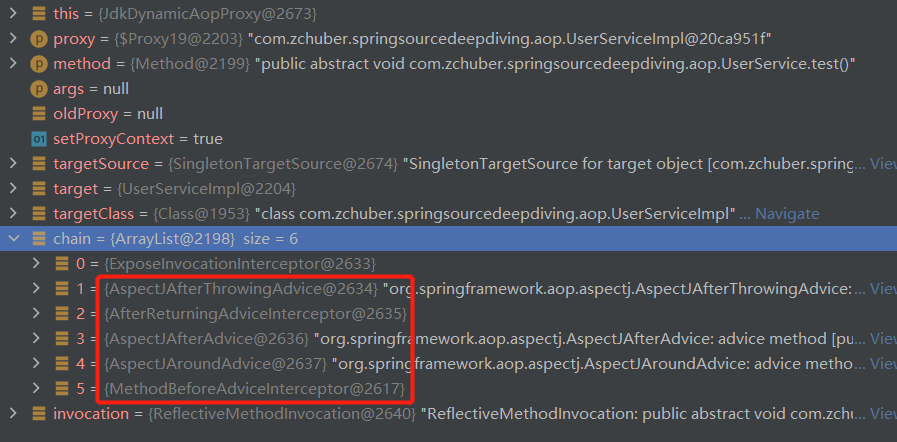 this = {JdkDynamicAopProxy@2673}
p proxy = {$Proxy19@2203} "com.zchuber.springsourcedeepdiving.aop.UserServiceImpl@20ca951f"
p method = {Method@2199} "public abstract void com.zchuber.springsourcedeepdiving.aop.UserService.test()"
p args = null
oldProxy = null
01 setProxyContext = true
targetSource = {SingletonTargetSource@2674} "SingletonTargetSource for target object [com.zchuber.spring... View
target = {UserServiceImpl@2204}
targetClass = {Class@1953} "class com.zchuber.springsourcedeepdiving.aop.UserServiceImpl" ... Navigate
chain = {ArrayList@2198} size = 6
0 = {ExposeInvocationInterceptor@2633}
1 = {AspectJAfterThrowingAdvice@2634} "org.springframework.aop.aspectj.AspectJAfterThrowingAdvice: ... View
2 = {AfterReturningAdviceInterceptor@2635}
3 = {AspectJAfterAdvice@2636} "org.springframework.aop.aspectj.AspectJAfterAdvice: advice method [pu... View
4 = {AspectJAroundAdvice@2637} "org.springframework.aop.aspectj.AspectJAroundAdvice: advice metho... View
5 = {MethodBeforeAdviceInterceptor@2617}
invocation = {ReflectiveMethodInvocation@2640} "ReflectiveMethodInvocation: public abstract void com.zchu... View